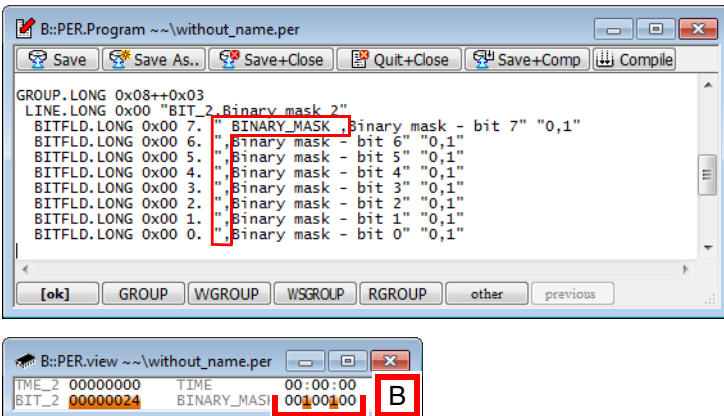 B::PER.Program ~~\without_name.per
Save Save As.. Save+Close Quit+Close Save+Comp Compile
GROUP.LONG 0x08++0x03
LINE.LONG 0x00 "BIT_2,Binary mask 2"
BITFLD.LONG 0x00 7. " BINARY_MASK ,Binary mask - bit 7" "0,1"
BITFLD.LONG 0x00 6. ",Binary mask - bit 6" "0,1"
BITFLD.LONG 0x00 5. ",Binary mask - bit 5" "0,1"
BITFLD.LONG 0x00 4. ",Binary mask - bit 4" "0,1"
BITFLD.LONG 0x00 3. ",Binary mask - bit 3" "0,1"
BITFLD.LONG 0x00 2. ",Binary mask - bit 2" "0,1"
BITFLD.LONG 0x00 1. ",Binary mask - bit 1" "0,1"
BITFLD.LONG 0x00 0. ",Binary mask - bit 0" "0,1"
[ok] GROUP WGROUP WSGROUP RGROUP other previous
B::PER.view ~~\without_name.per
TME_2 00000000 TIME 00:00:00
BIT_2 00000024 BINARY_MASK 00100100 B